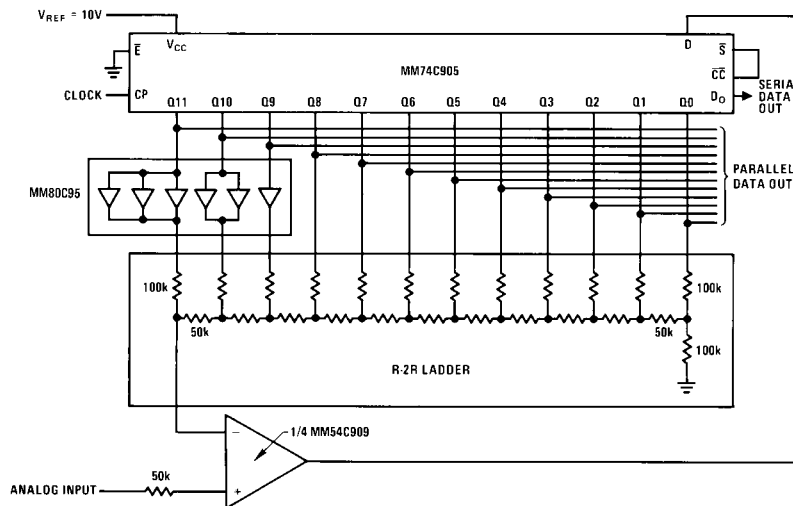 V_REF = 10V
E̅
V_CC
D
S̅
MM74C905
C̅C̅
CLOCK
CP
Q11
Q10
Q9
Q8
Q7
Q6
Q5
Q4
Q3
Q2
Q1
Q0
D_O
SERIAL
DATA
OUT
MM80C95
PARALLEL
DATA OUT
100k
100k
50k
50k
100k
R-2R LADDER
1/4 MM54C909
−
50k
ANALOG INPUT
+